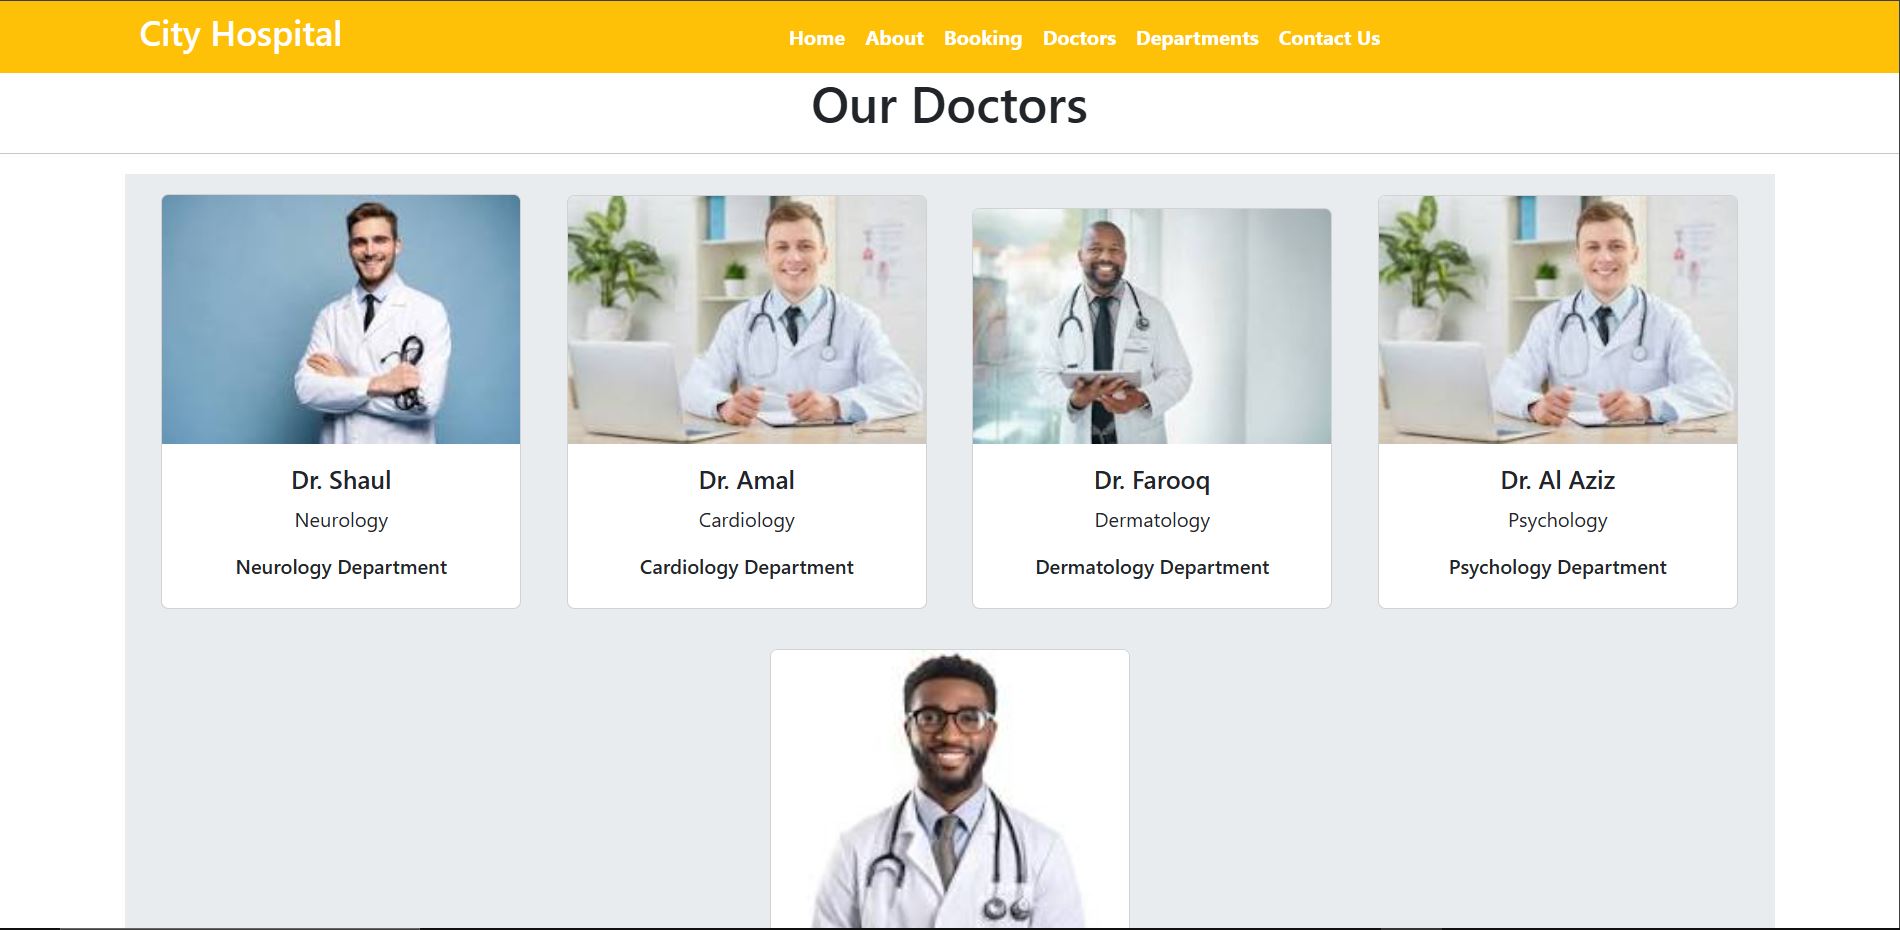 City Hospital
Home About Booking Doctors Departments Contact Us
Our Doctors
Dr. Shaul
Neurology
Neurology Department
Dr. Amal
Cardiology
Cardiology Department
Dr. Farooq
Dermatology
Dermatology Department
Dr. Al Aziz
Psychology
Psychology Department